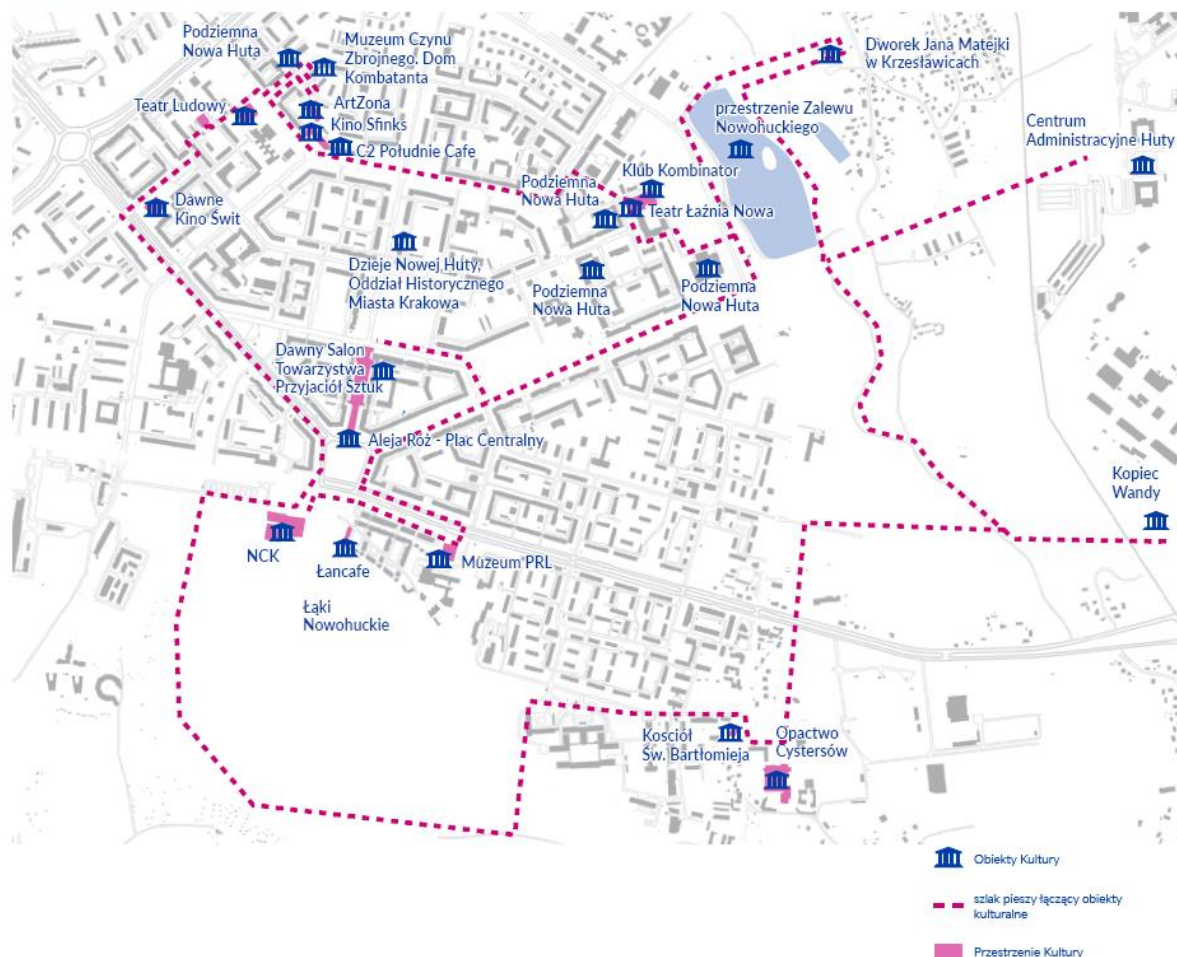 Podziemna
Nowa Huta
Muzeum Czynu
Zbrojnego. Dom
Kombatanta
Dworek Jana Matejki
w Krzesławicach
Teatr Ludowy
ArtZona
Kino Sfinks
C2 Południe Cafe
przestrzenie Zalewu
Nowohuckiego
Centrum
Administracyjne Huty
Klub Kombinator
Podziemna
Nowa Huta
Teatr Łaźnia Nowa
Dawne
Kino Świt
Dzieje Nowej Huty,
Oddział Historycznego
Miasta Krakowa
Podziemna
Nowa Huta
Podziemna
Nowa Huta
Dawny Salon
Towarzystwa
Przyjaciół Sztuk
Aleja Róż - Plac Centralny
Kopiec
Wandy
NCK
Łancafe
Muzeum PRL
Łąki
Nowohuckie
Kosciół
Św. Bartłomieja
Opactwo
Cystersów
Obiekty Kultury
szlak pieszy łączący obiekty
kulturalne
Przestrzenie Kultury